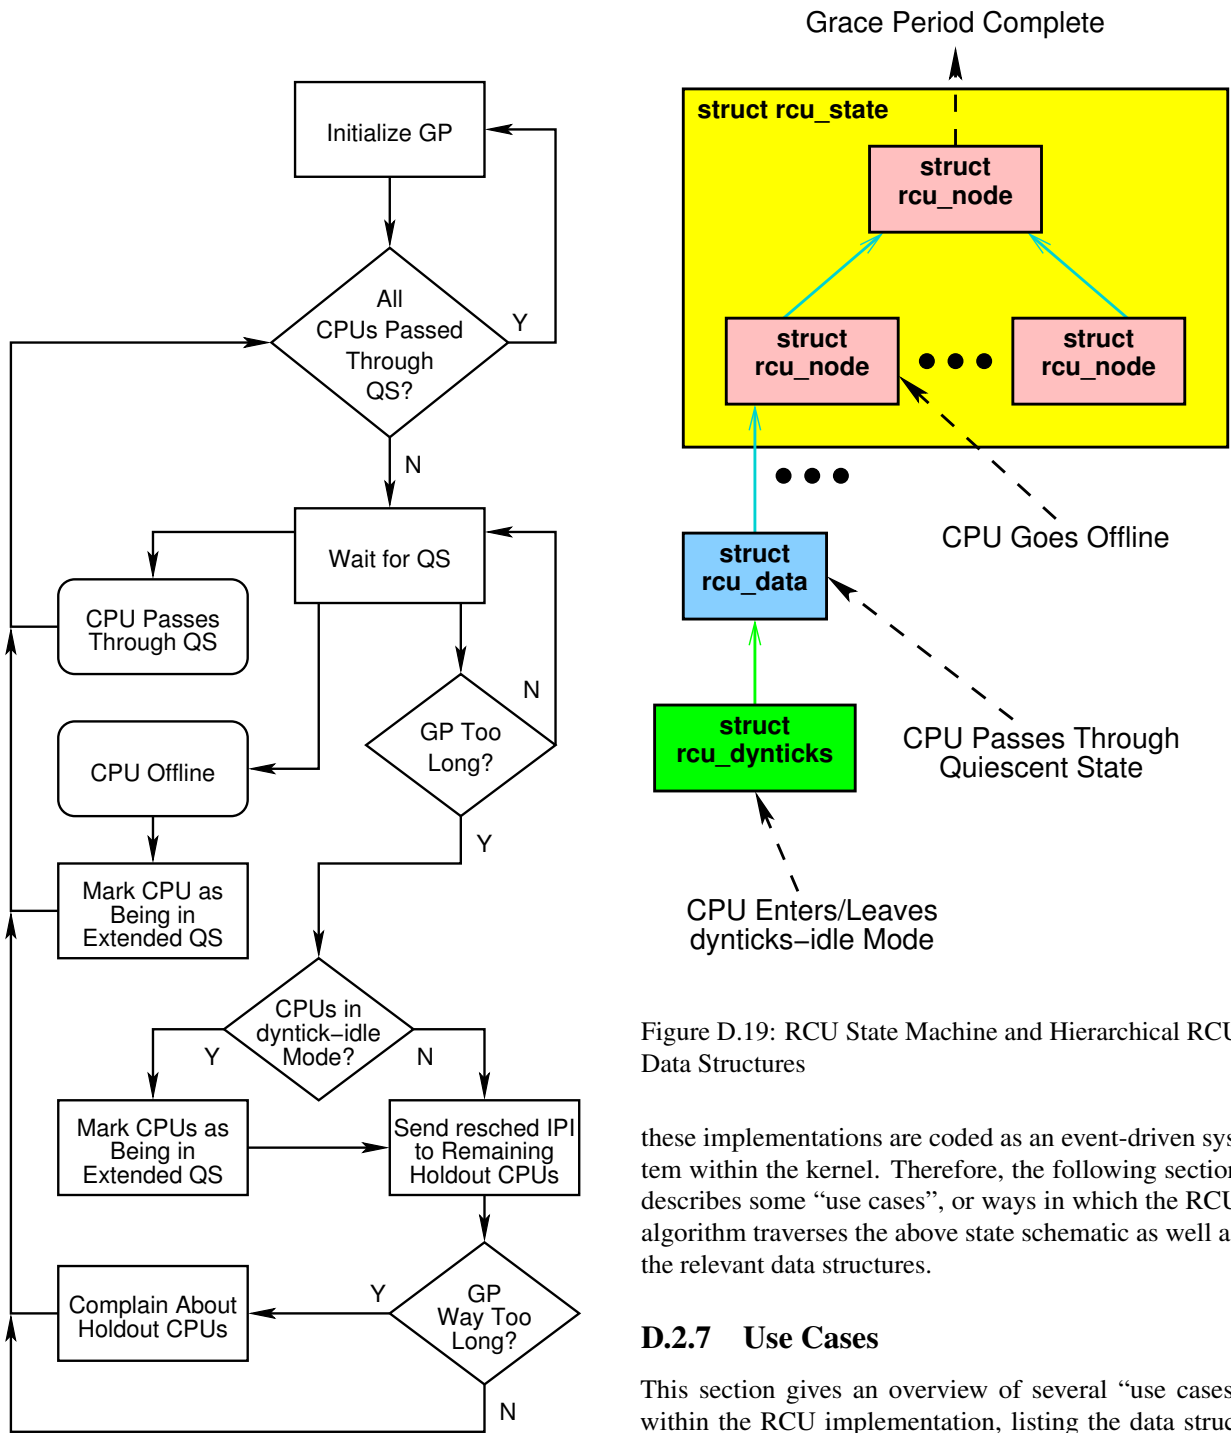 Initialize GP
All
CPUs Passed
Through
QS?
Y
N
Wait for QS
CPU Passes
Through QS
N
GP Too
Long?
CPU Offline
Y
Mark CPU as
Being in
Extended QS
CPUs in
dyntick−idle
Mode?
Y
N
Mark CPUs as
Being in
Extended QS
Send resched IPI
to Remaining
Holdout CPUs
Y
GP
Way Too
Long?
Complain About
Holdout CPUs
N
Grace Period Complete
struct rcu_state
struct
rcu_node
struct
rcu_node
struct
rcu_node
CPU Goes Offline
struct
rcu_data
struct
rcu_dynticks
CPU Passes Through
Quiescent State
CPU Enters/Leaves
dynticks−idle Mode
Figure D.19: RCU State Machine and Hierarchical RCU
Data Structures
these implementations are coded as an event-driven sys
tem within the kernel. Therefore, the following section
describes some “use cases”, or ways in which the RCU
algorithm traverses the above state schematic as well a
the relevant data structures.
D.2.7 Use Cases
This section gives an overview of several “use cases
within the RCU implementation, listing the data struc